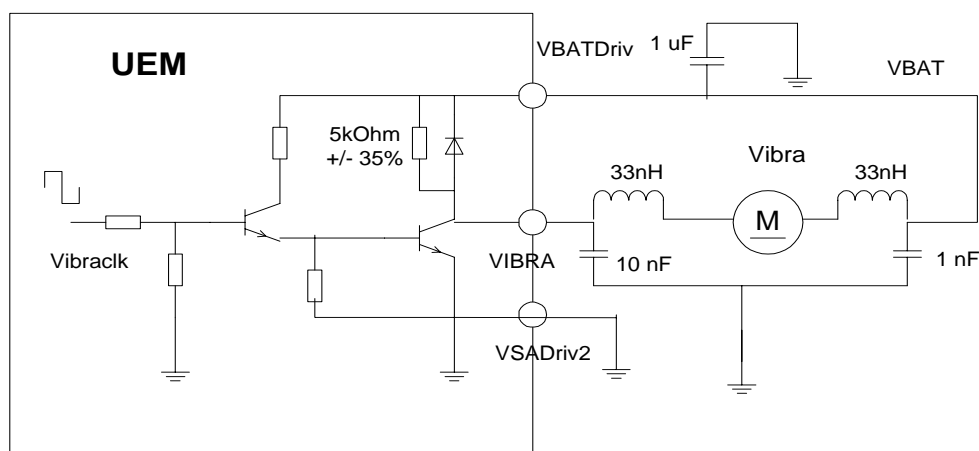 UEM
VBATDriv
1 uF
VBAT
5kOhm
+/- 35%
Vibra
33nH
33nH
M
Vibraclk
VIBRA
10 nF
1 nF
VSADriv2